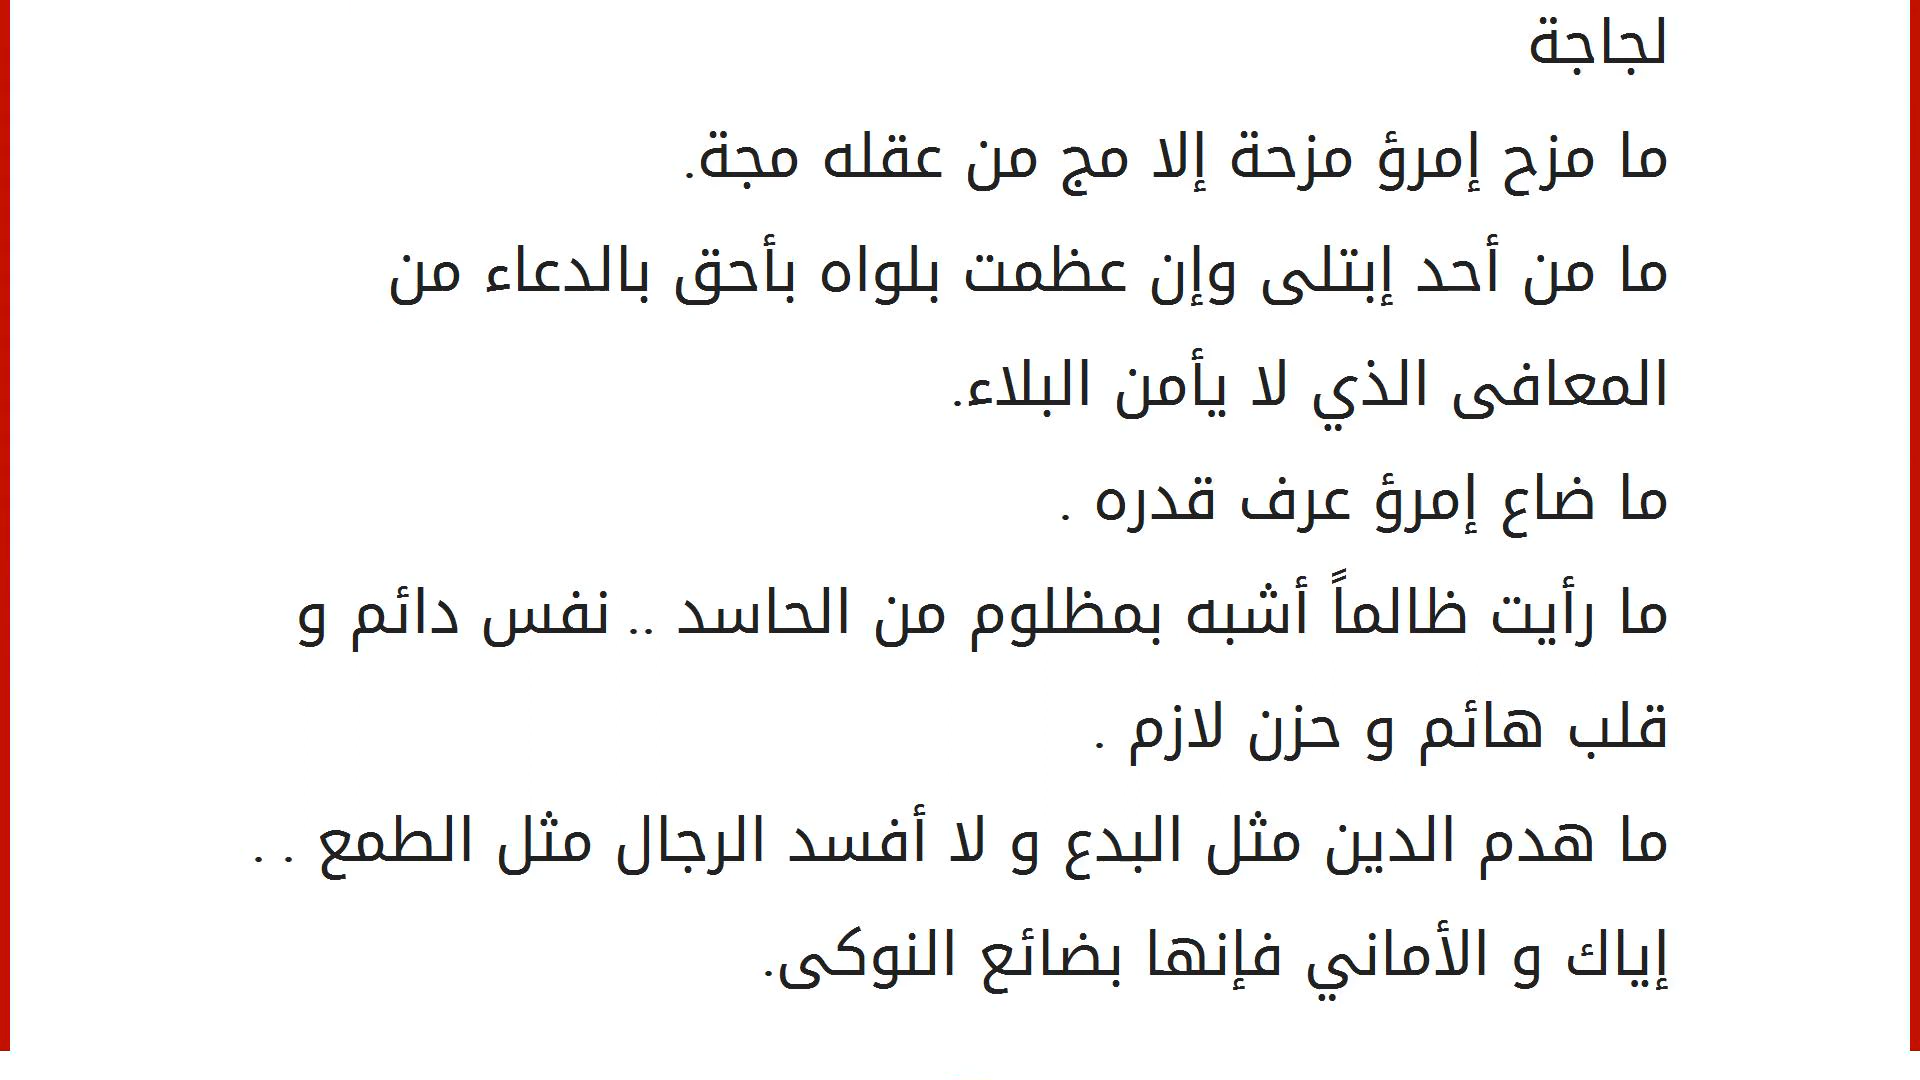 لجاجة
ما مزح إمرؤ مزحة إلا مج من عقله مجة.
ما من أحد إبتلى وإن عظمت بلواه بأحق بالدعاء من
المعافى الذي لا يأمن البلاء.
ما ضاع إمرؤ عرف قدره .
ما رأيت ظالماً أشبه بمظلوم من الحاسد .. نفس دائم و
قلب هائم و حزن لازم .
ما هدم الدين مثل البدع و لا أفسد الرجال مثل الطمع . .
إياك و الأماني فإنها بضائع النوكى.